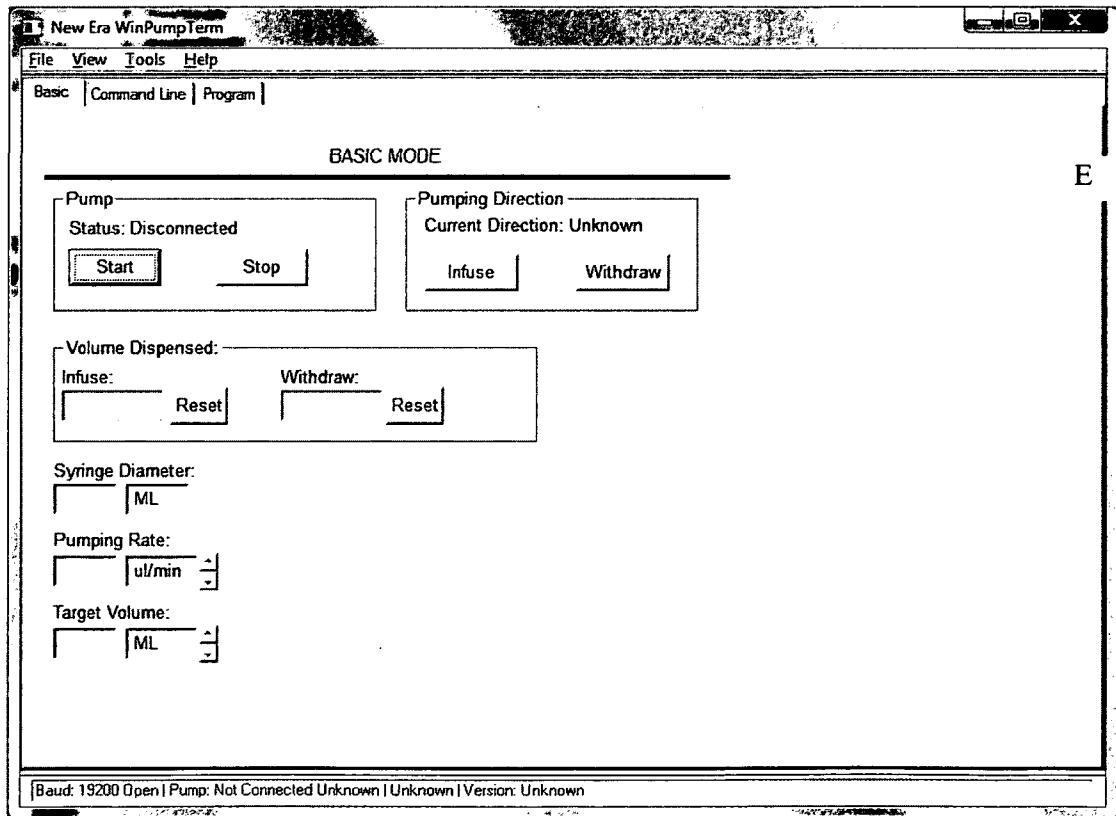 New Era WinPumpTerm
File View Tools Help
Basic Command Line Program
BASIC MODE
E
Pump Pumping Direction
Status: Disconnected Current Direction: Unknown
Start Stop Infuse Withdraw
Volume Dispensed:
Infuse: Withdraw:
Reset Reset
Syringe Diameter:
ML
Pumping Rate:
ul/min
Target Volume:
ML
Baud: 19200 Open | Pump: Not Connected Unknown | Unknown | Version: Unknown